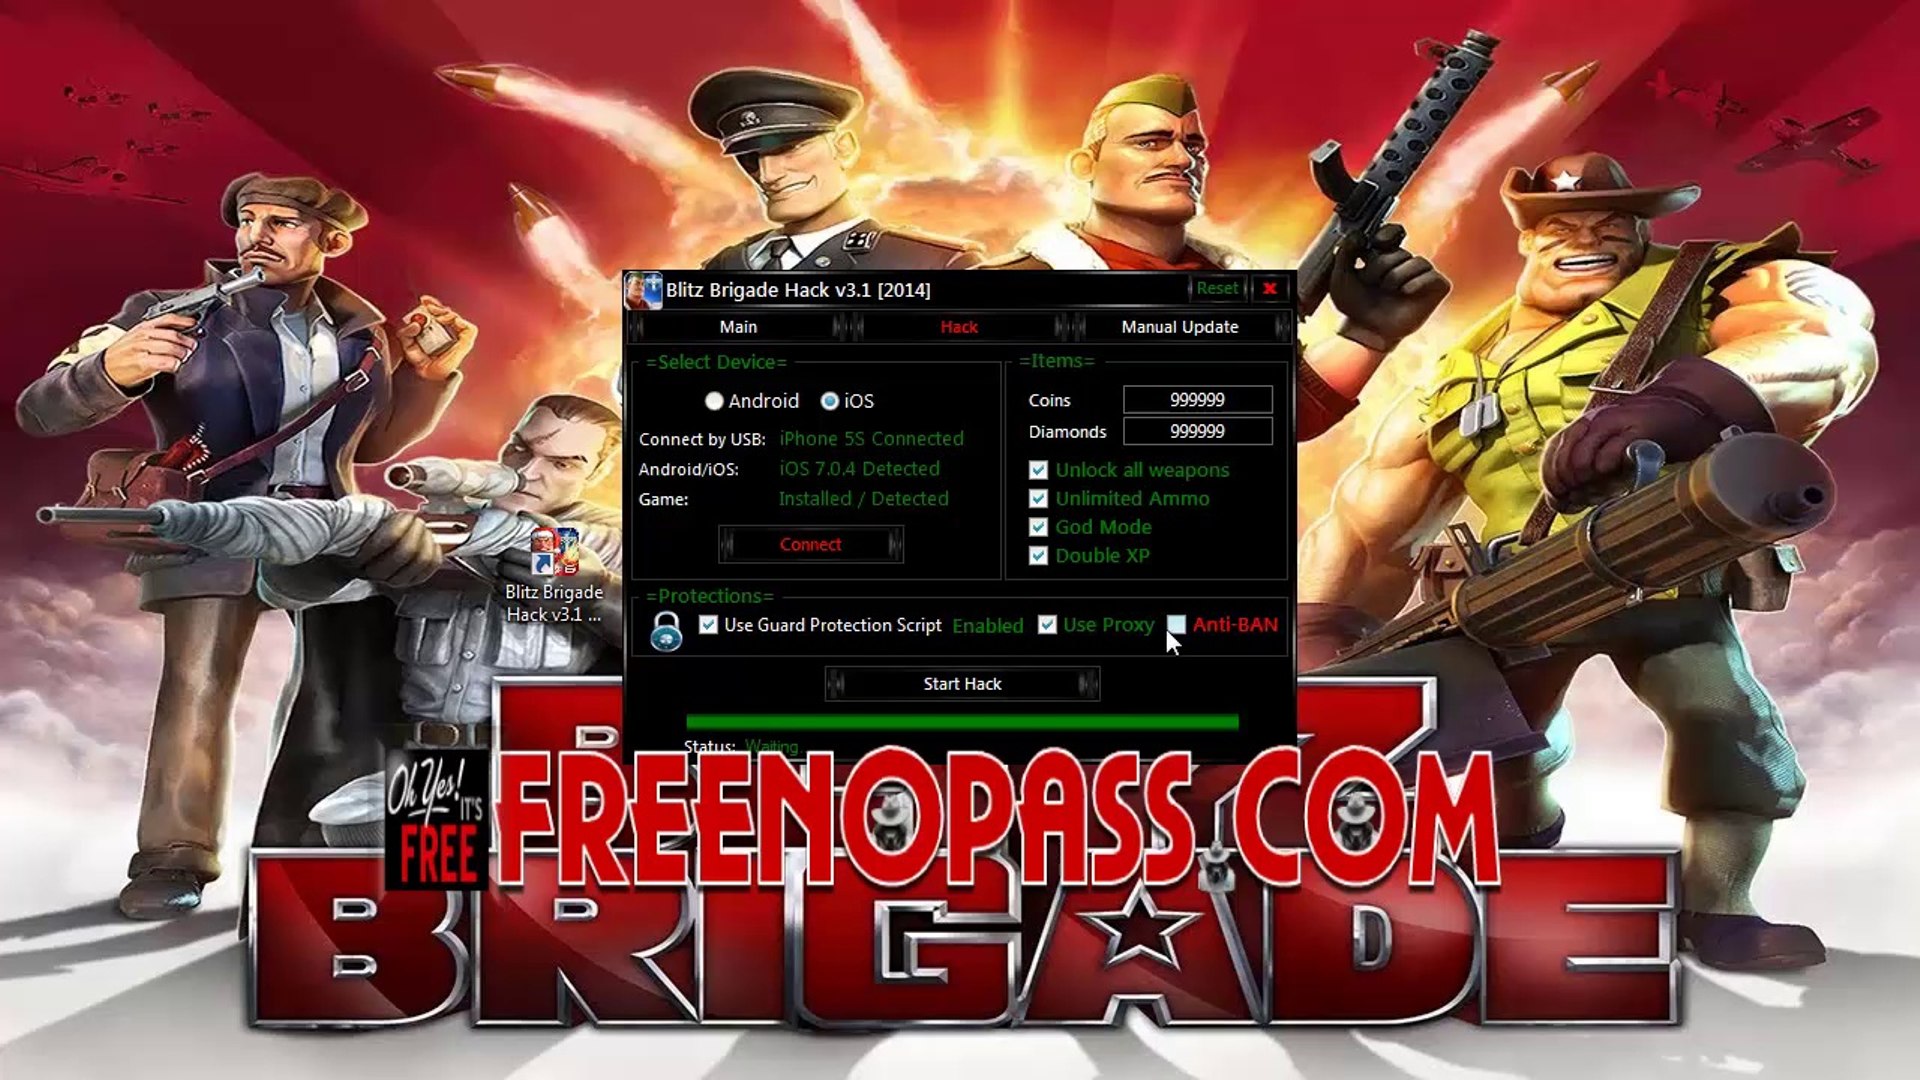 Blitz Brigade Hack v3.1 [2014]
Reset
Main
Hack
Manual Update
=Select Device=
Android
iOS
Connect by USB: iPhone 5S Connected
Android/iOS: iOS 7.0.4 Detected
Game: Installed / Detected
Connect
=Items=
Coins 999999
Diamonds 999999
Unlock all weapons
Unlimited Ammo
God Mode
Double XP
Blitz Brigade
Hack v3.1 ...
=Protections=
Use Guard Protection Script Enabled
Use Proxy
Anti-BAN
Start Hack
Status: Waiting.
Oh Yes!
IT'S
FREE
FREENOPASS.COM
BRIGADE